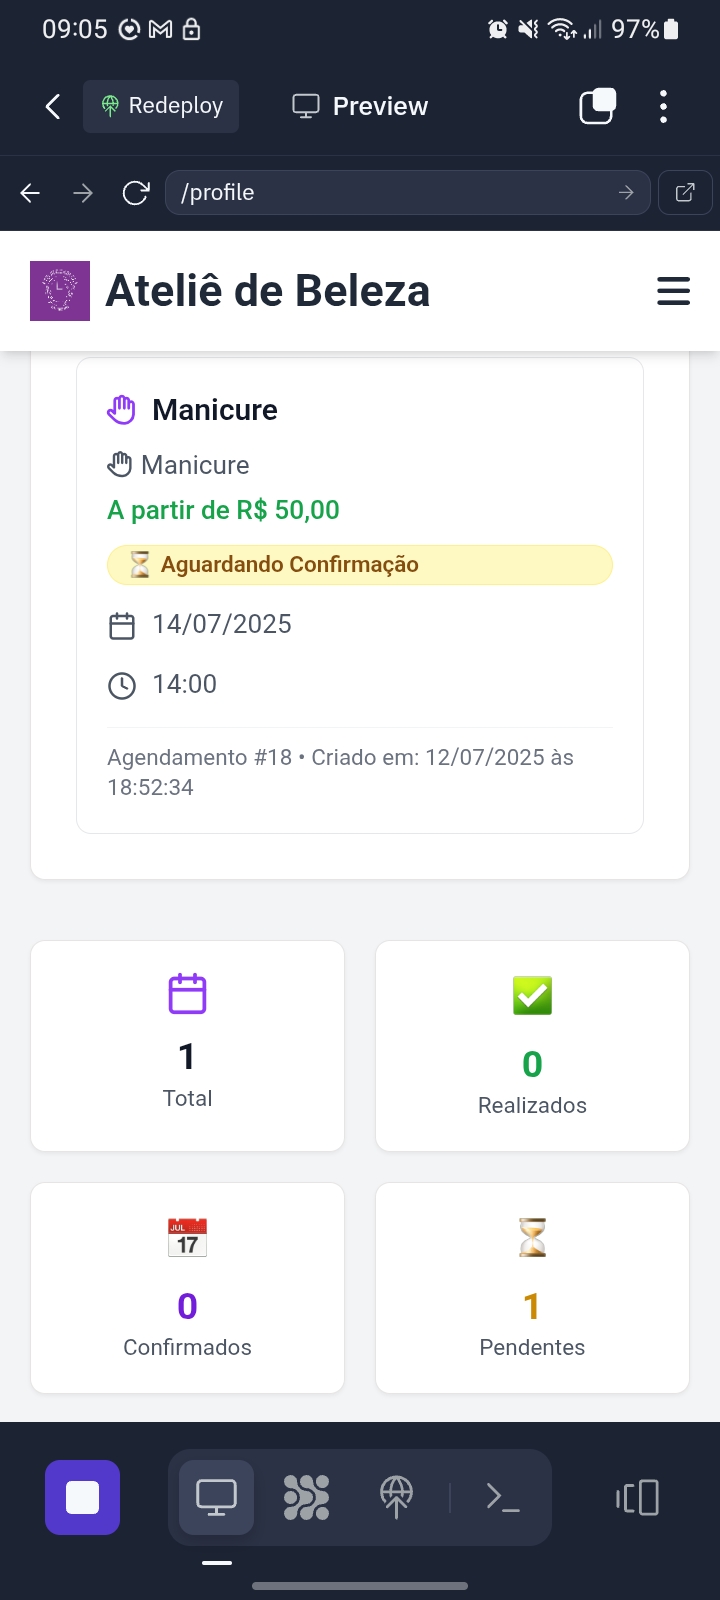 09:05
97%
Redeploy
Preview
/profile
Ateliê de Beleza
Manicure
Manicure
A partir de R$ 50,00
Aguardando Confirmação
14/07/2025
14:00
Agendamento #18 • Criado em: 12/07/2025 às
18:52:34
1
Total
0
Realizados
JUL
17
0
Confirmados
1
Pendentes